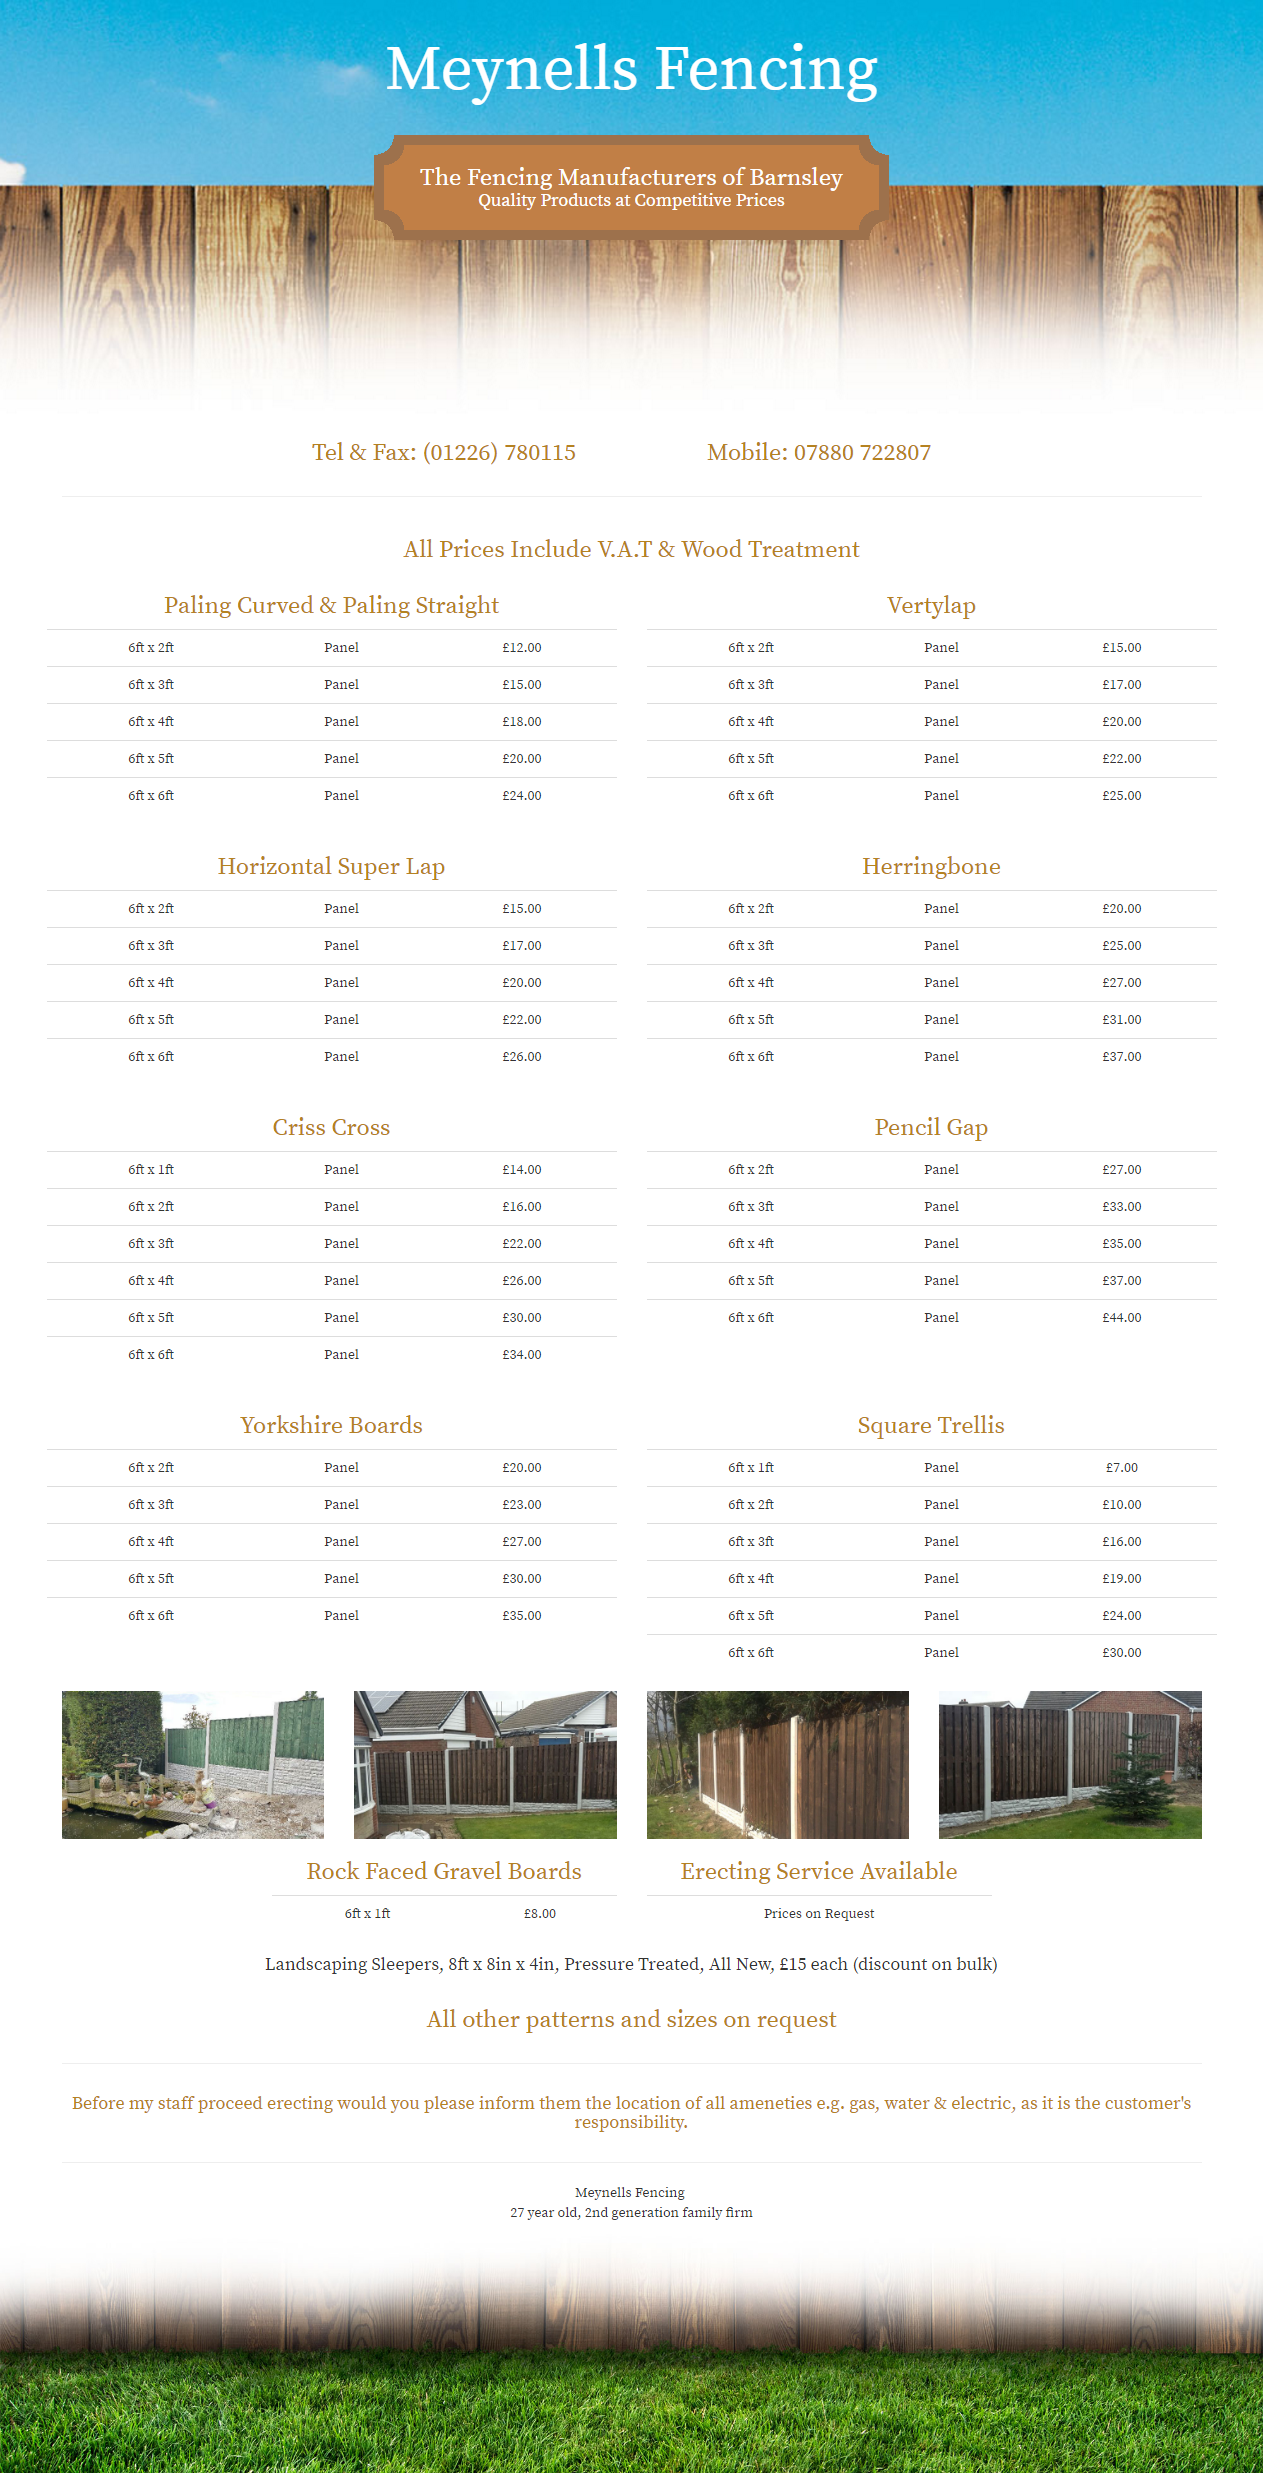 Meynells Fencing
The Fencing Manufacturers of Barnsley
Quality Products at Competitive Prices
Tel & Fax: (01226) 780115
Mobile: 07880 722807
All Prices Include V.A.T & Wood Treatment
Paling Curved & Paling Straight
6ft x 2ft Panel £12.00
6ft x 3ft Panel £15.00
6ft x 4ft Panel £18.00
6ft x 5ft Panel £20.00
6ft x 6ft Panel £24.00
Vertylap
6ft x 2ft Panel £15.00
6ft x 3ft Panel £17.00
6ft x 4ft Panel £20.00
6ft x 5ft Panel £22.00
6ft x 6ft Panel £25.00
Horizontal Super Lap
6ft x 2ft Panel £15.00
6ft x 3ft Panel £17.00
6ft x 4ft Panel £20.00
6ft x 5ft Panel £22.00
6ft x 6ft Panel £26.00
Herringbone
6ft x 2ft Panel £20.00
6ft x 3ft Panel £25.00
6ft x 4ft Panel £27.00
6ft x 5ft Panel £31.00
6ft x 6ft Panel £37.00
Criss Cross
6ft x 1ft Panel £14.00
6ft x 2ft Panel £16.00
6ft x 3ft Panel £22.00
6ft x 4ft Panel £26.00
6ft x 5ft Panel £30.00
6ft x 6ft Panel £34.00
Pencil Gap
6ft x 2ft Panel £27.00
6ft x 3ft Panel £33.00
6ft x 4ft Panel £35.00
6ft x 5ft Panel £37.00
6ft x 6ft Panel £44.00
Yorkshire Boards
6ft x 2ft Panel £20.00
6ft x 3ft Panel £23.00
6ft x 4ft Panel £27.00
6ft x 5ft Panel £30.00
6ft x 6ft Panel £35.00
Square Trellis
6ft x 1ft Panel £7.00
6ft x 2ft Panel £10.00
6ft x 3ft Panel £16.00
6ft x 4ft Panel £19.00
6ft x 5ft Panel £24.00
6ft x 6ft Panel £30.00
Rock Faced Gravel Boards
6ft x 1ft £8.00
Erecting Service Available
Prices on Request
Landscaping Sleepers, 8ft x 8in x 4in, Pressure Treated, All New, £15 each (discount on bulk)
All other patterns and sizes on request
Before my staff proceed erecting would you please inform them the location of all ameneties e.g. gas, water & electric, as it is the customer's
responsibility.
Meynells Fencing
27 year old, 2nd generation family firm